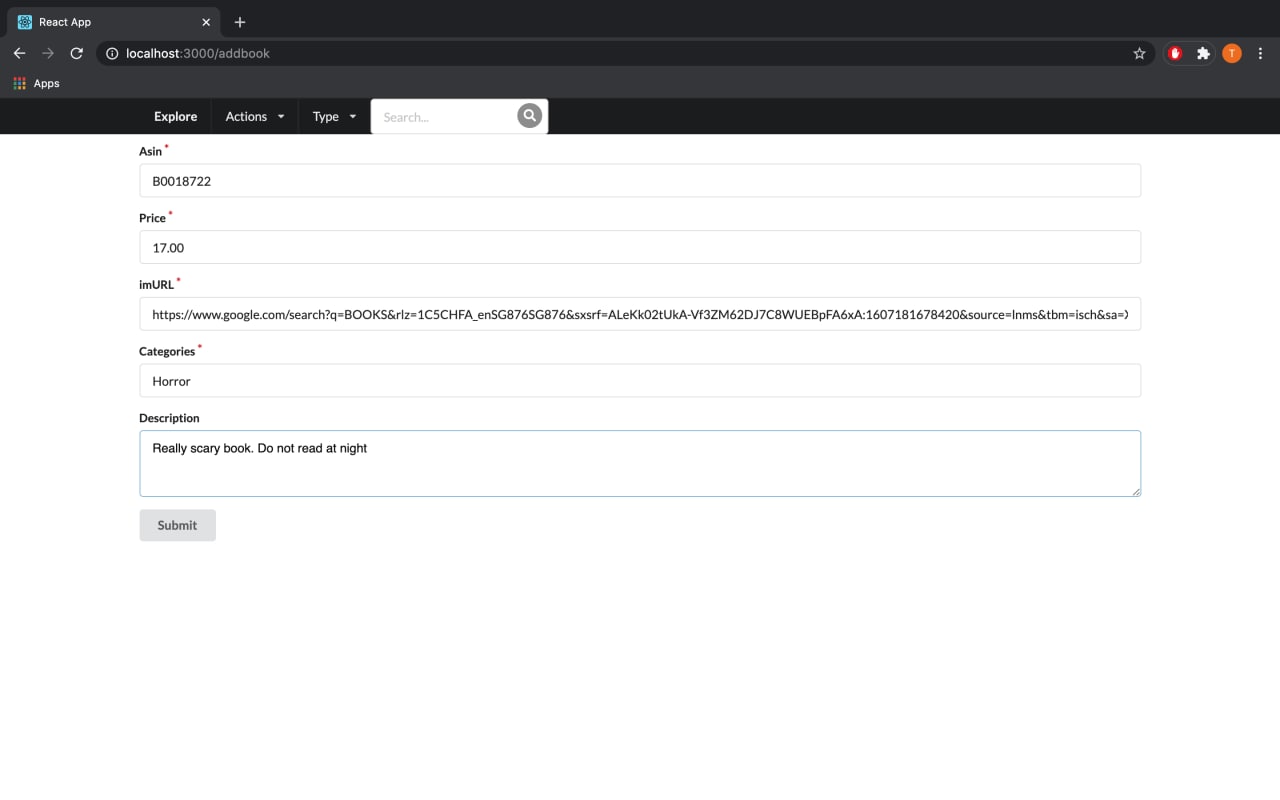 React App
localhost:3000/addbook
T
Apps
Explore Actions Type Search...
Asin *
B0018722
Price *
17.00
imURL *
https://www.google.com/search?q=BOOKS&rlz=1C5CHFA_enSG876SG876&sxsrf=ALeKk02tUkA-Vf3ZM62DJ7C8WUEBpFA6xA:1607181678420&source=lnms&tbm=isch&sa=X
Categories *
Horror
Description
Really scary book. Do not read at night
Submit